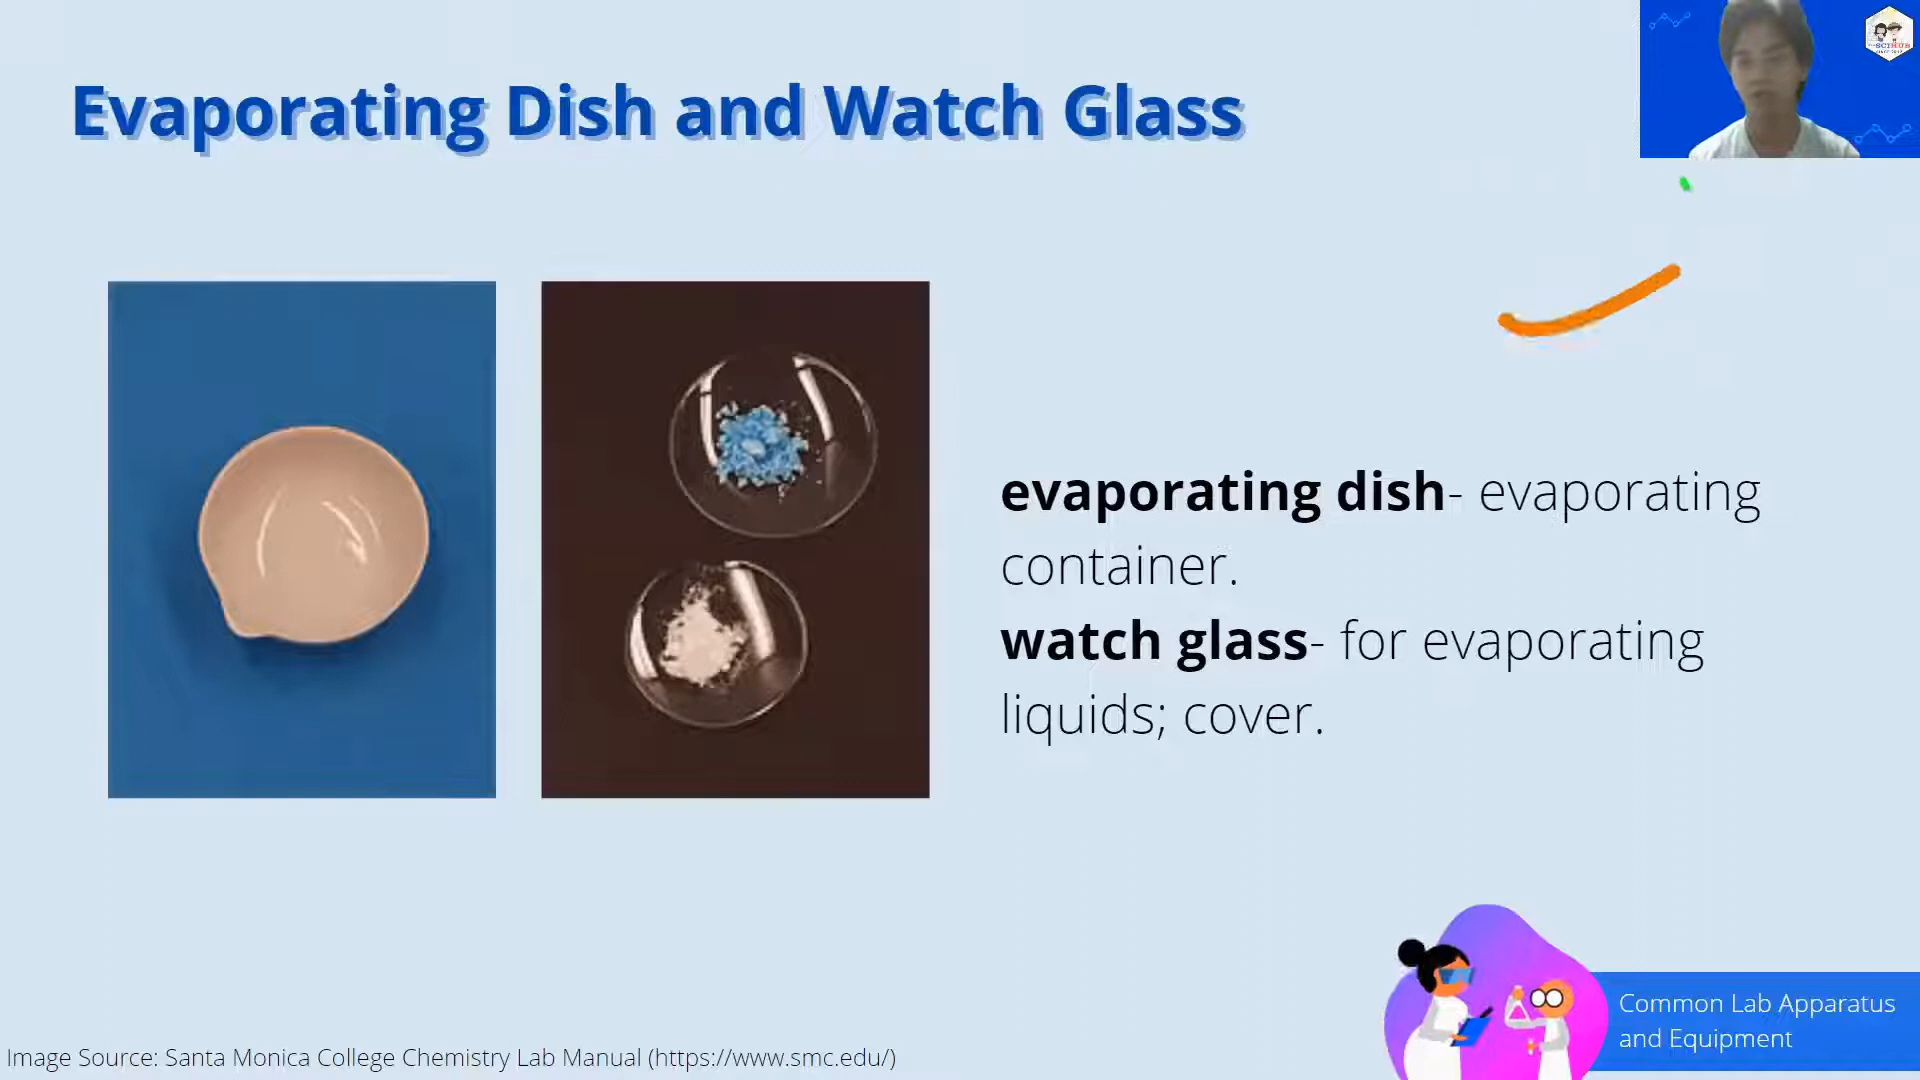 Evaporating Dish and Watch Glass
SCIHUB
evaporating dish- evaporating
container.
watch glass- for evaporating
liquids; cover.
Common Lab Apparatus
and Equipment
Image Source: Santa Monica College Chemistry Lab Manual (https://www.smc.edu/)